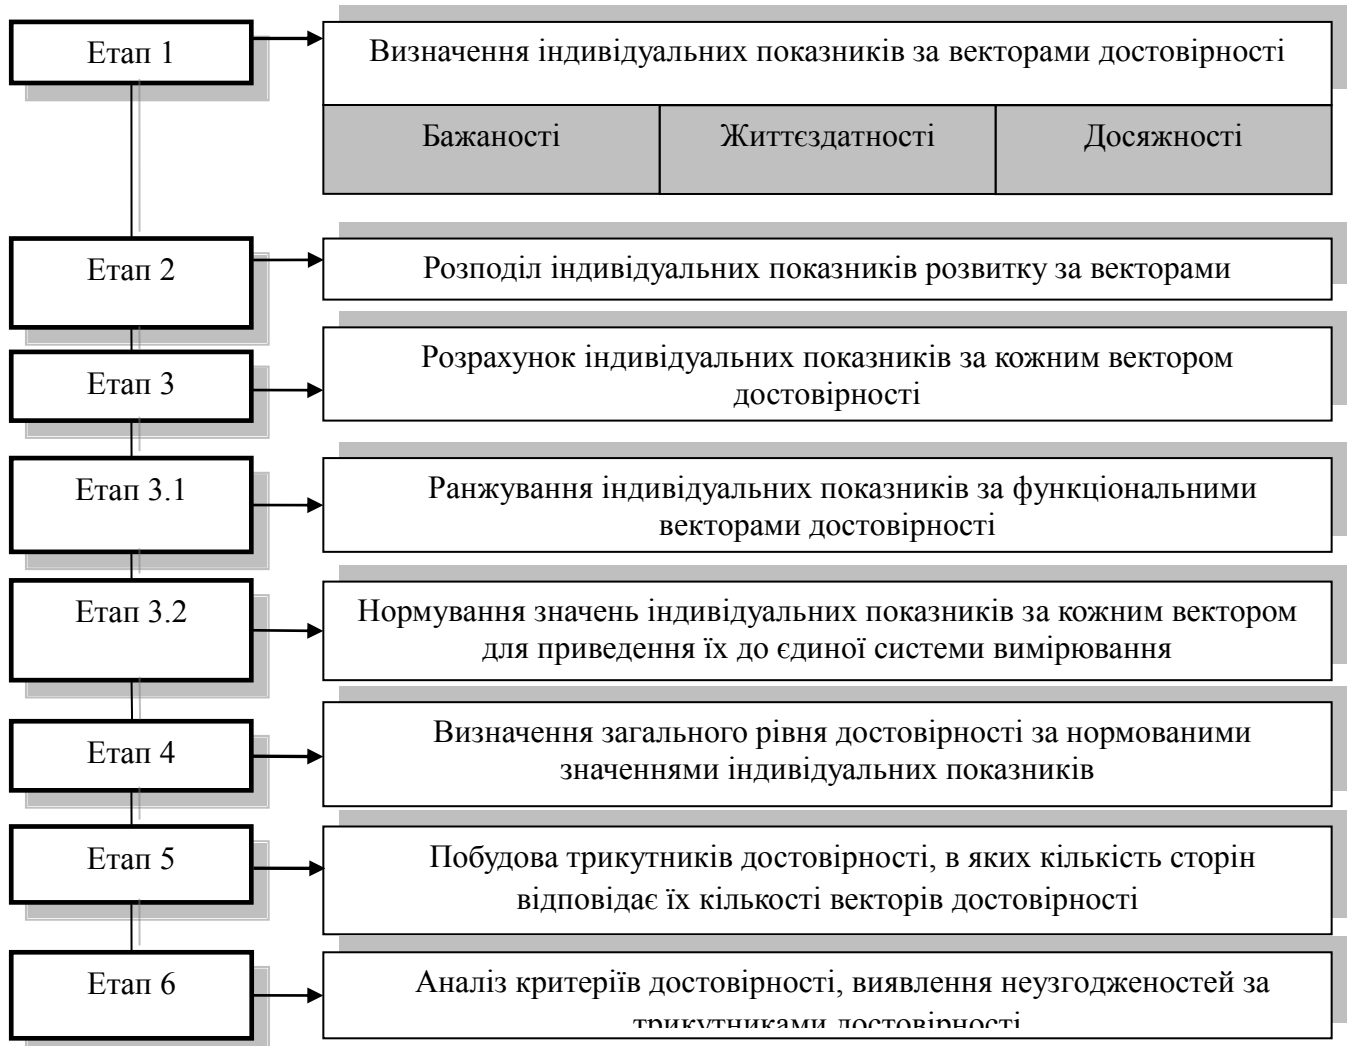 Етап 1
Визначення індивідуальних показників за векторами достовірності
Бажаності
Життєздатності
Досяжності
Етап 2
Розподіл індивідуальних показників розвитку за векторами
Етап 3
Розрахунок індивідуальних показників за кожним вектором
достовірності
Етап 3.1
Ранжування індивідуальних показників за функціональними
векторами достовірності
Етап 3.2
Нормування значень індивідуальних показників за кожним вектором
для приведення їх до єдиної системи вимірювання
Етап 4
Визначення загального рівня достовірності за нормованими
значеннями індивідуальних показників
Етап 5
Побудова трикутників достовірності, в яких кількість сторін
відповідає їх кількості векторів достовірності
Етап 6
Аналіз критеріїв достовірності, виявлення неузгодженостей за
трикутниками достовірності